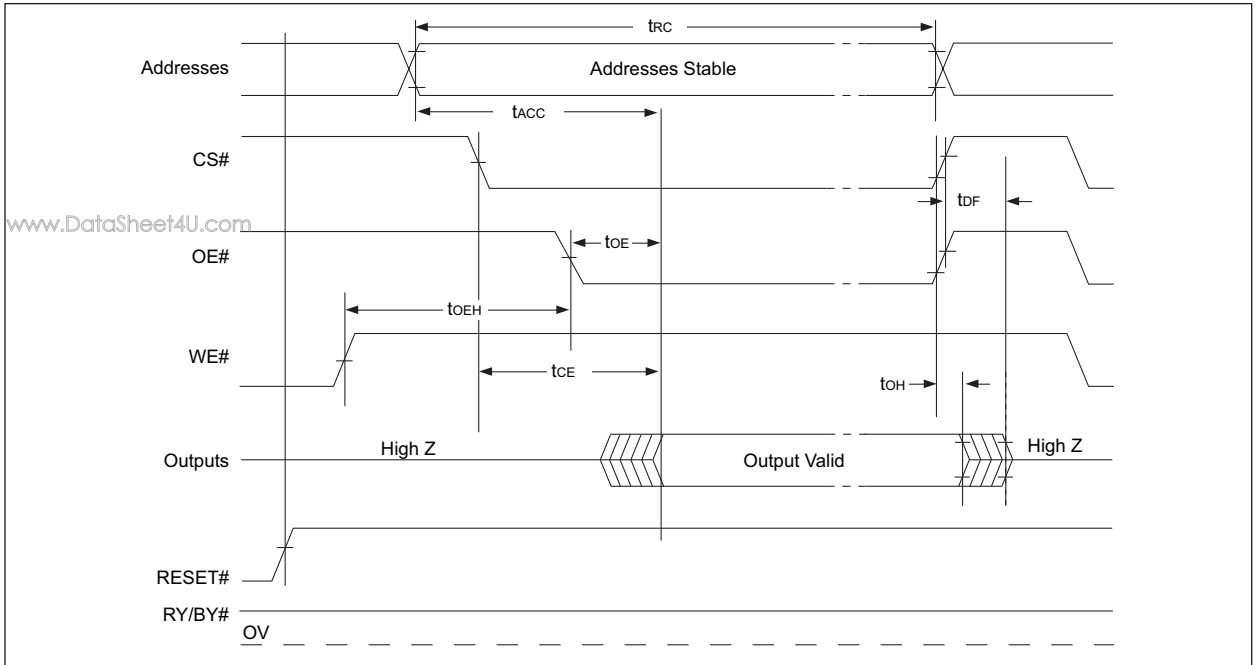 tRC
Addresses
Addresses Stable
tACC
CS#
www.DataSheet4U.com
tDF
OE#
tOE
tOEH
WE#
tCE
tOH
High Z
Outputs
Output Valid
High Z
RESET#
RY/BY#
OV